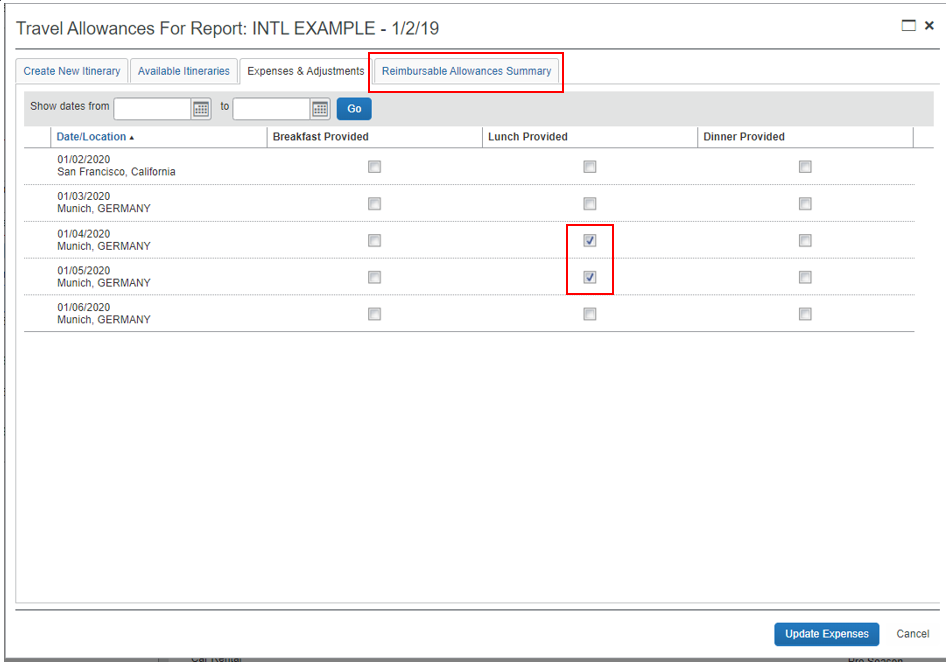 Travel Allowances For Report: INTL EXAMPLE - 1/2/19
Create New Itinerary Available Itineraries Expenses & Adjustments Reimbursable Allowances Summary
Show dates from to Go
Date/Location Breakfast Provided Lunch Provided Dinner Provided
01/02/2020
San Francisco, California
01/03/2020
Munich, GERMANY
01/04/2020
Munich, GERMANY
01/05/2020
Munich, GERMANY
01/06/2020
Munich, GERMANY
Update Expenses Cancel
Car Rental